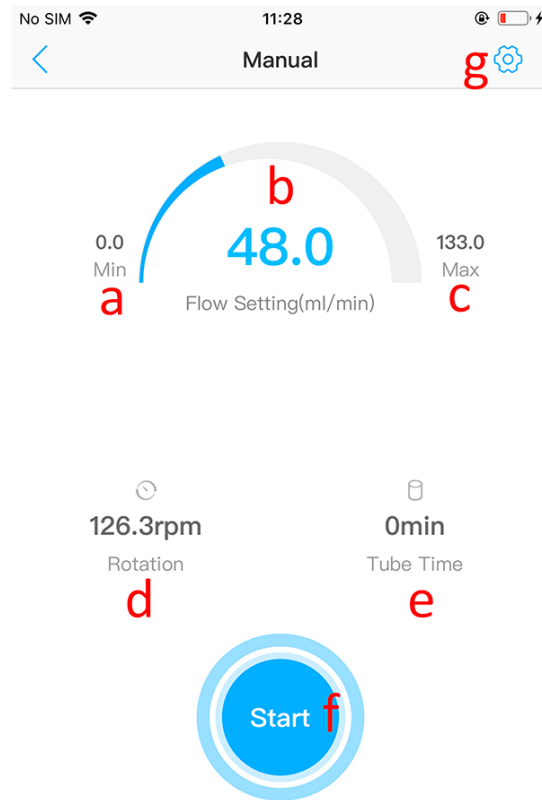 No SIM 11:28
Manual
g
b
0.0 48.0 133.0
Min Max
a c
Flow Setting(ml/min)
126.3rpm 0min
Rotation Tube Time
d e
Start f